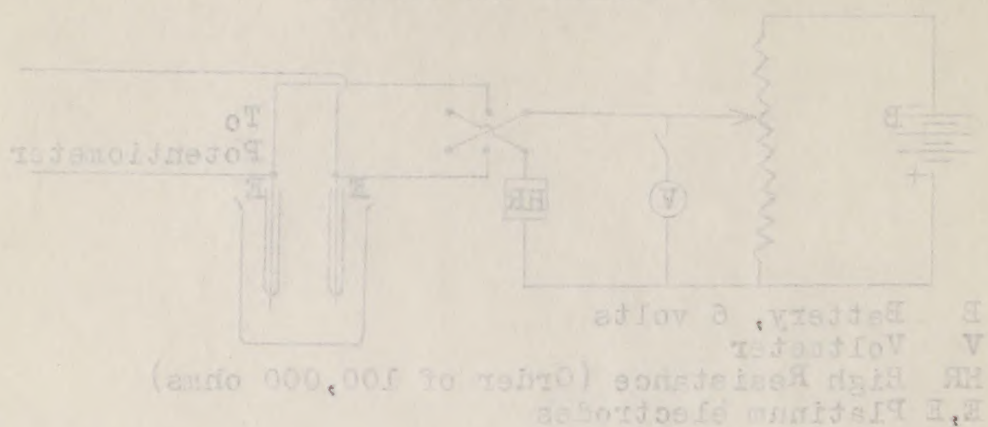 To
Potentiometer
B
+
E
E
HR
V
B Battery, 6 volts
V Voltmeter
HR High Resistance (Order of 100,000 ohms)
E,E Platinum electrodes